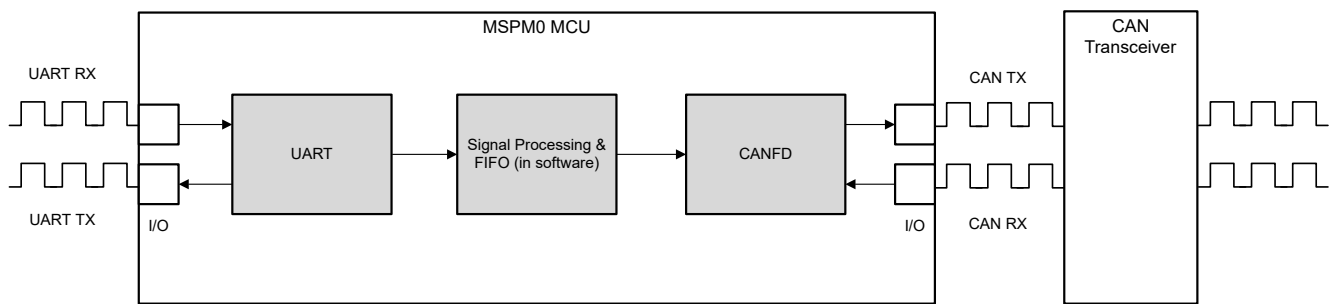 MSPM0 MCU
CAN
Transceiver
UART RX
CAN TX
UART
Signal Processing &
FIFO (in software)
CANFD
UART TX
I/O
I/O
CAN RX